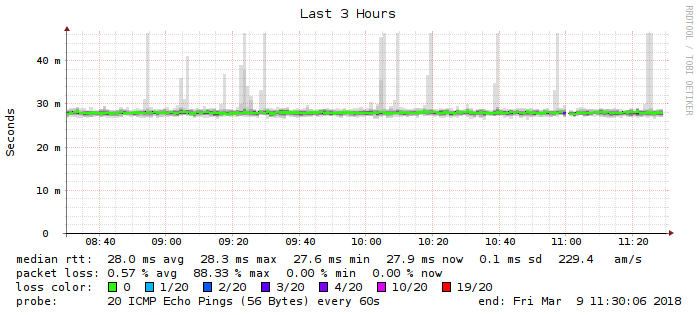 Last 3 Hours
RRDTOOL / TOBI OETIKER
Seconds
40 m
30 m
20 m
10 m
0
08:40 09:00 09:20 09:40 10:00 10:20 10:40 11:00 11:20
median rtt: 28.0 ms avg 28.3 ms max 27.6 ms min 27.9 ms now 0.1 ms sd 229.4 am/s
packet loss: 0.57 % avg 88.33 % max 0.00 % min 0.00 % now
loss color: 0 1/20 2/20 3/20 4/20 10/20 19/20
probe: 20 ICMP Echo Pings (56 Bytes) every 60s end: Fri Mar 9 11:30:06 2018